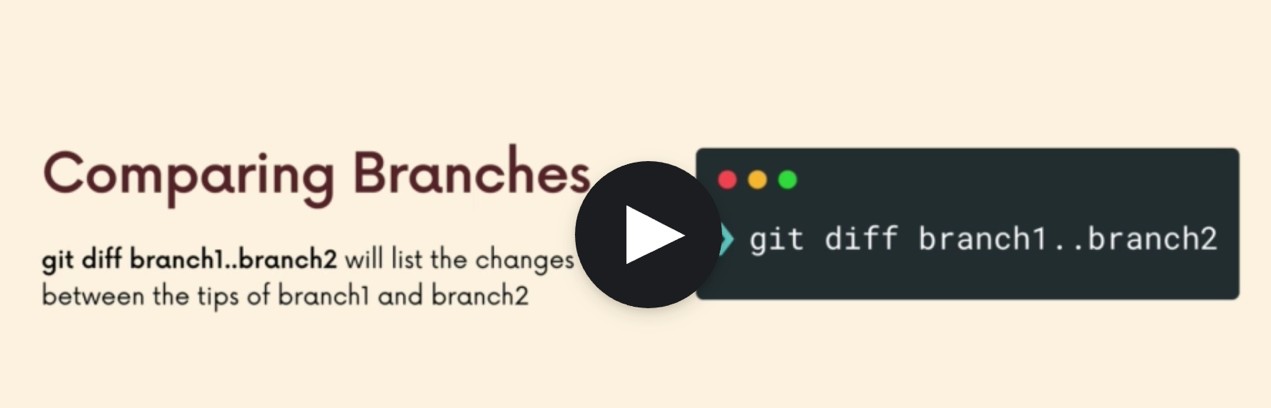 Comparing Branches
git diff branch1..branch2 will list the changes
between the tips of branch1 and branch2
❯ git diff branch1..branch2